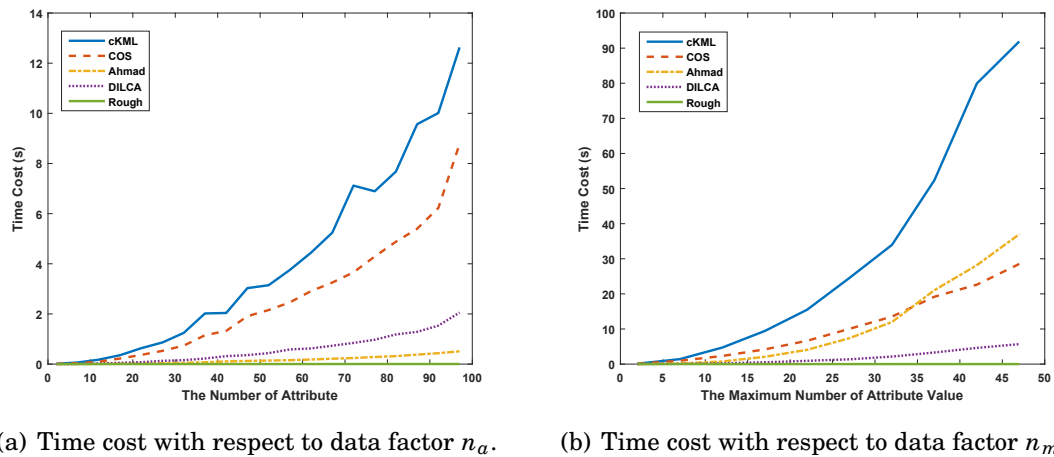 14
12
10
8
6
4
2
0
Time Cost (s)
cKML
COS
Ahmad
DILCA
Rough
0 10 20 30 40 50 60 70 80 90 100
The Number of Attribute
100
90
80
70
60
50
40
30
20
10
0
Time Cost (s)
cKML
COS
Ahmad
DILCA
Rough
0 5 10 15 20 25 30 35 40 45 50
The Maximum Number of Attribute Value
(a) Time cost with respect to data factor nₐ.
(b) Time cost with respect to data factor nₘ